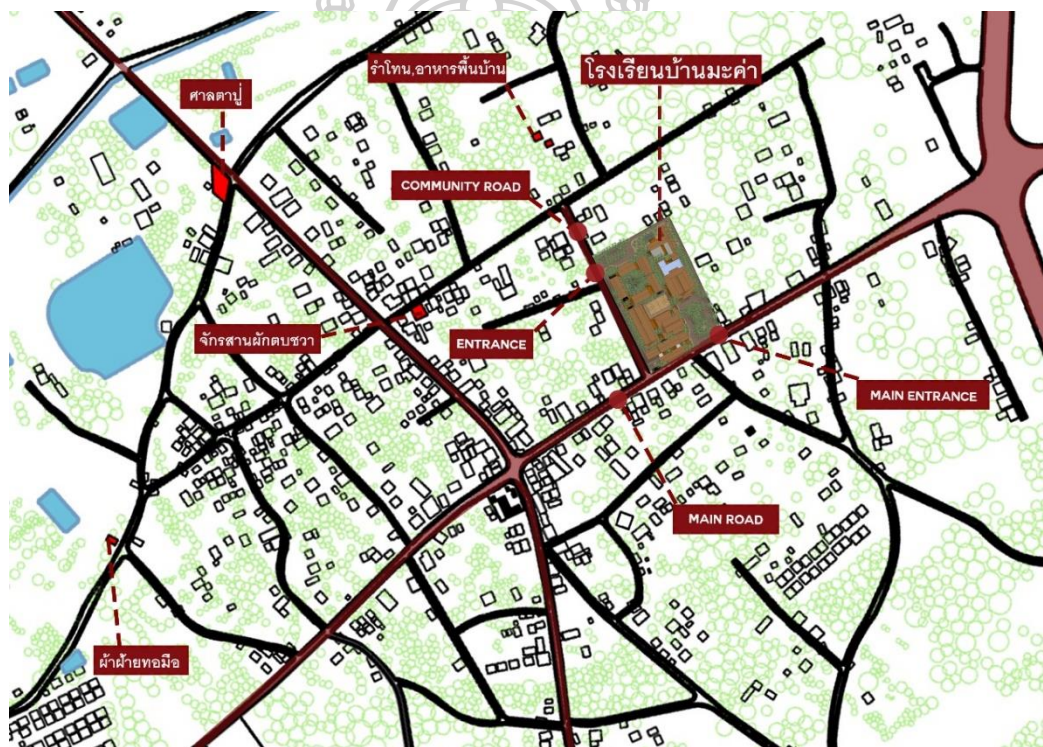 รำโทน,อาหารพื้นบ้าน
โรงเรียนบ้านมะค่า
ศาลตาปู่
COMMUNITY ROAD
จักรสานผักตบชวา
ENTRANCE
MAIN ENTRANCE
MAIN ROAD
ผ้าฝ้ายทอมือ